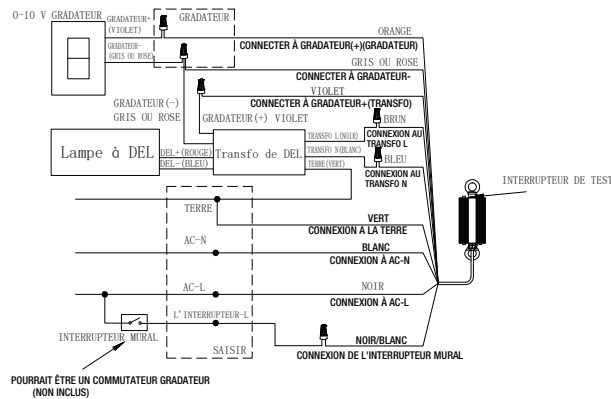 0-10 V GRADATEUR
GRADATEUR+
(VIOLET)
GRADATEUR
ORANGE
CONNECTER À GRADATEUR(+)(GRADATEUR)
GRADATEUR-
(GRIS OU ROSE)
GRIS OU ROSE
CONNECTER À GRADATEUR-
VIOLET
CONNECTER À GRADATEUR+(TRANSFO)
GRADATEUR(-)
GRIS OU ROSE
GRADATEUR(+) VIOLET
BRUN
TRANSFO L(NOIR)
CONNEXION AU
TRANSFO L
Lampe à DEL
DEL+(ROUGE)
DEL-(BLEU)
Transfo de DEL
TRANSFO N(BLANC)
BLEU
TERRE(VERT)
CONNEXION AU
TRANSFO N
INTERRUPTEUR DE TEST
TERRE
VERT
CONNEXION A LA TERRE
AC-N
BLANC
CONNEXION À AC-N
AC-L
NOIR
CONNEXION À AC-L
L'INTERRUPTEUR-L
INTERRUPTEUR MURAL
NOIR/BLANC
SAISIR
CONNEXION DE L'INTERRUPTEUR MURAL
POURRAIT ÊTRE UN COMMUTATEUR GRADATEUR
(NON INCLUS)